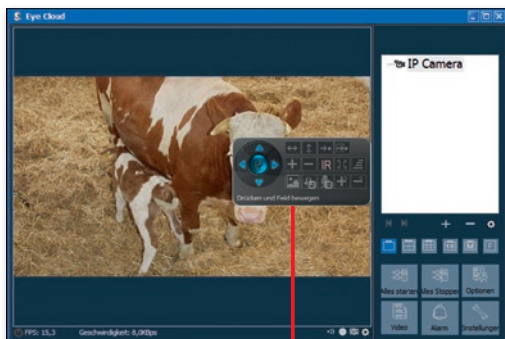 Eye Cloud
IP Camera
IR
Drücken und Feld bewegen
Alles starten
Alles Stoppen
Optionen
Video
Alarm
Einstellungen
FPS: 15,3
Geschwindigkeit: 8,0KBps